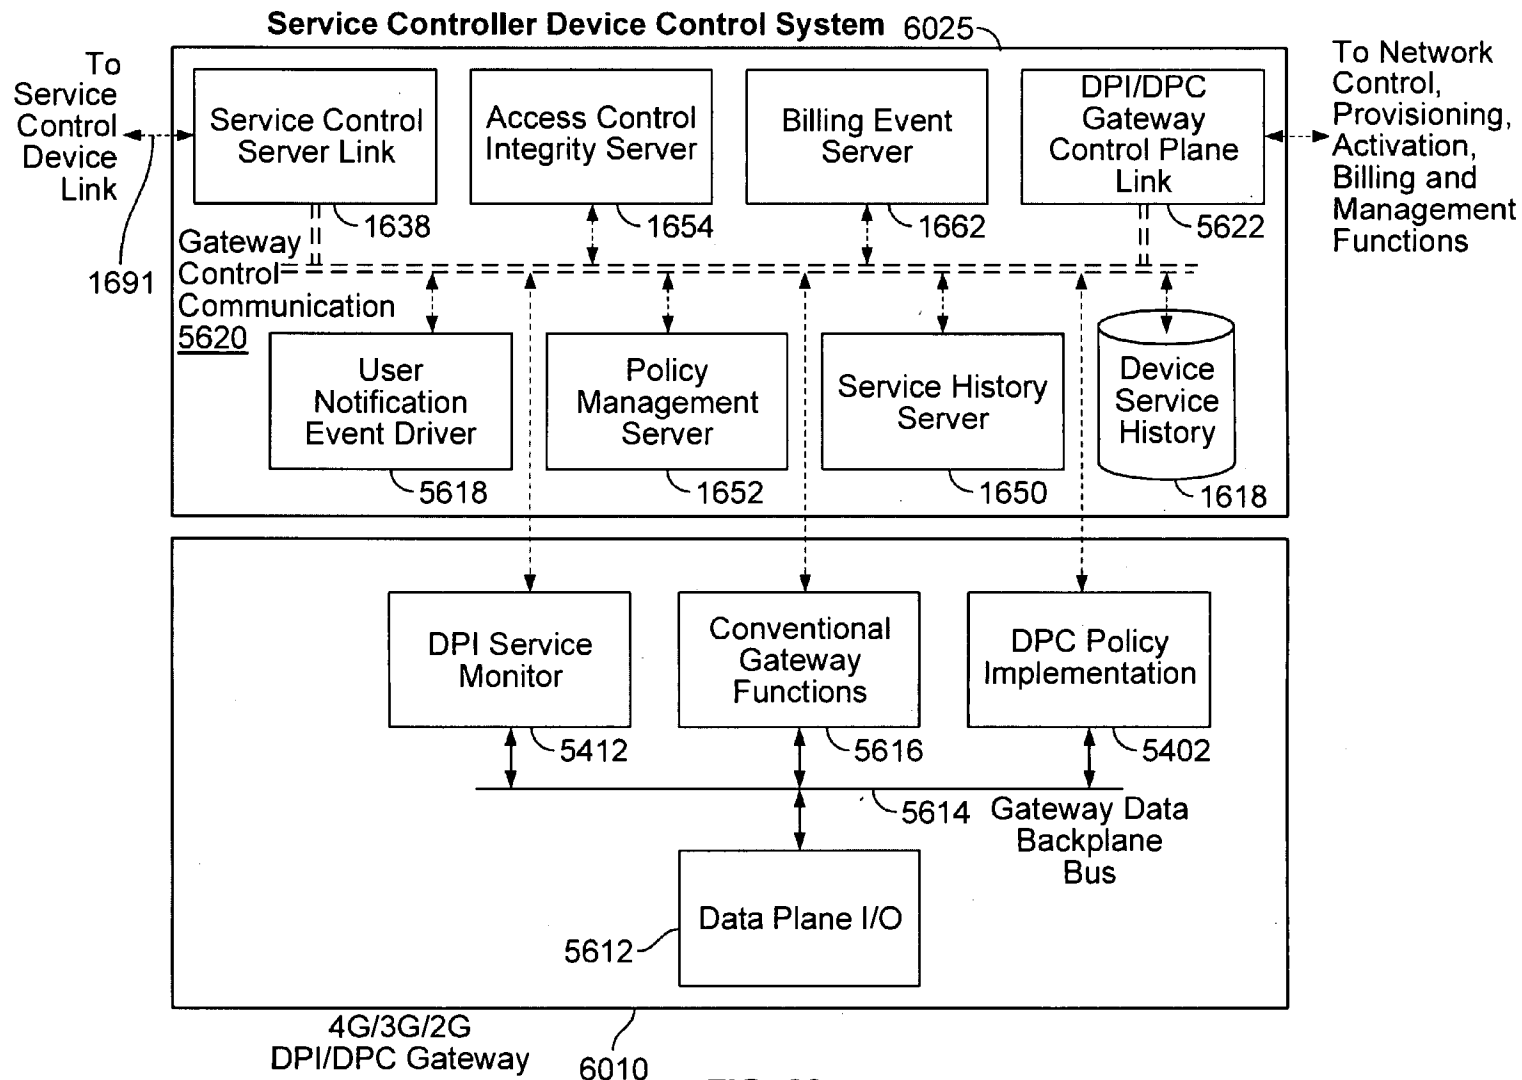 Service Controller Device Control System
6025
To
Service
Control
Device
Link
1691
Service Control
Server Link
1638
Access Control
Integrity Server
1654
Billing Event
Server
1662
DPI/DPC
Gateway
Control Plane
Link
5622
To Network
Control,
Provisioning,
Activation,
Billing and
Management
Functions
Gateway
Control
Communication
5620
User
Notification
Event Driver
5618
Policy
Management
Server
1652
Service History
Server
1650
Device
Service
History
1618
DPI Service
Monitor
5412
Conventional
Gateway
Functions
5616
DPC Policy
Implementation
5402
5614
Gateway Data
Backplane
Bus
Data Plane I/O
5612
4G/3G/2G
DPI/DPC Gateway
6010